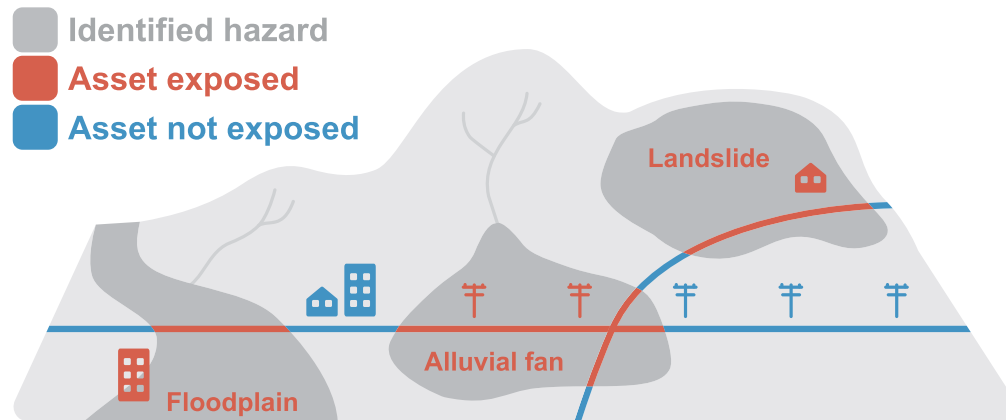 Identified hazard
Asset exposed
Asset not exposed
Landslide
Alluvial fan
Floodplain